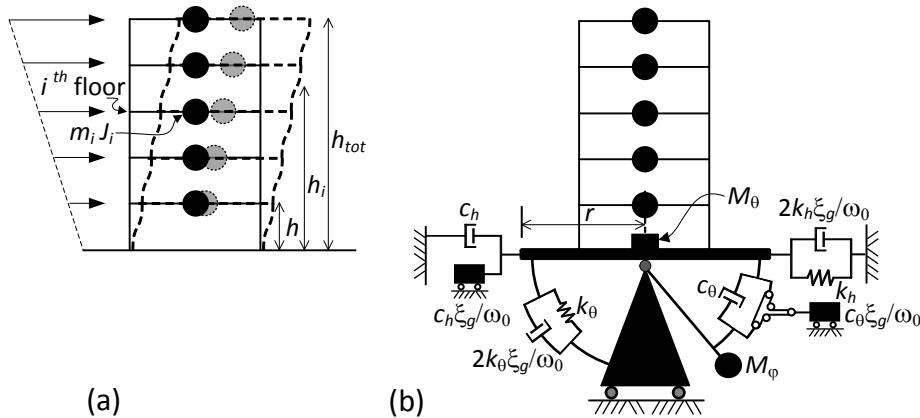 i th floor
m_i J_i
h
h_i
h_tot
(a)
r
M_θ
c_h
2k_hξ_g/ω_0
k_h
c_hξ_g/ω_0
k_θ
2k_θξ_g/ω_0
c_θ
c_θξ_g/ω_0
M_φ
(b)